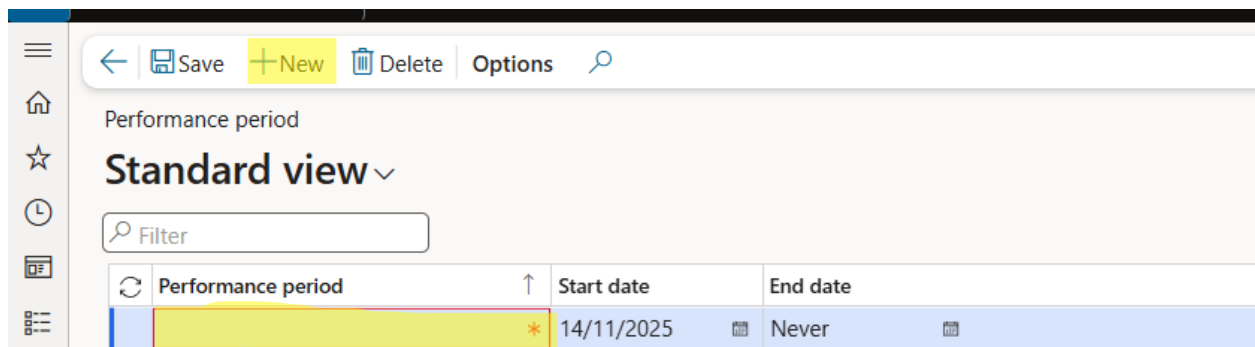 Save New Delete Options
Performance period
Standard view
Filter
Performance period Start date End date
* 14/11/2025 Never